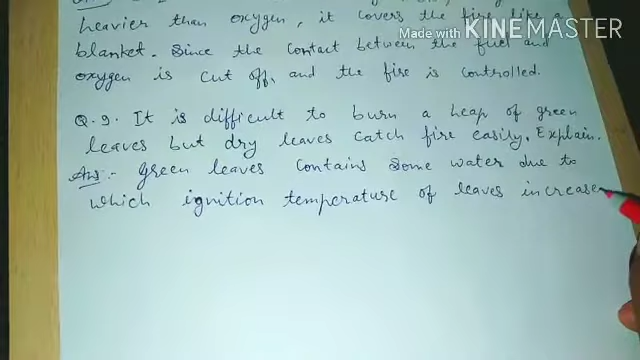 heavier than oxygen, it covers the fire like a
Made with KINEMASTER
blanket. Since the contact between the fuel and
oxygen is cut off, and the fire is controlled.
Q.9. It is difficult to burn a heap of green
leaves but dry leaves catch fire easily. Explain.
Ans:- Green leaves contains some water due to
which ignition temperature of leaves increases